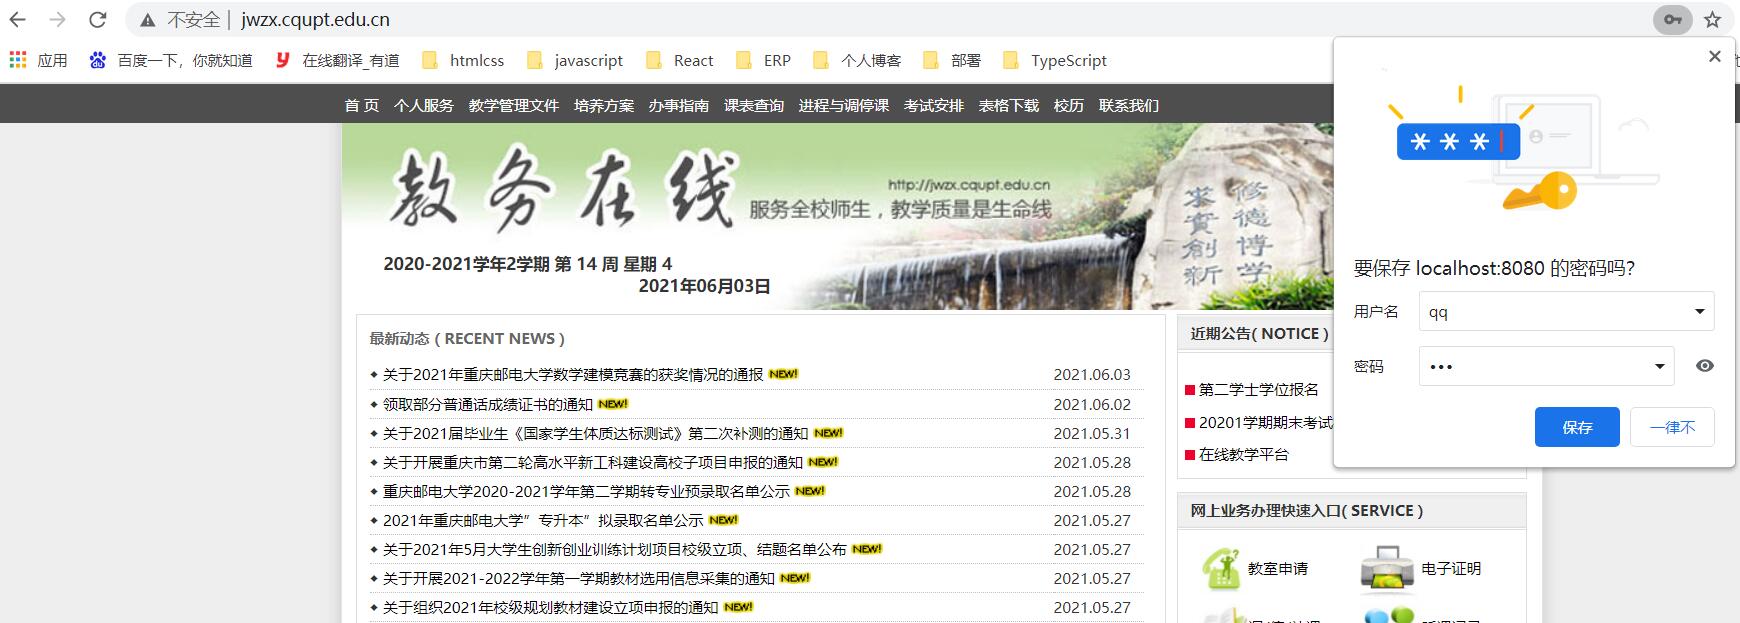 不安全 | jwzx.cqupt.edu.cn
应用 百度一下，你就知道 在线翻译_有道 htmlcss javascript React ERP 个人博客 部署 TypeScript
首 页 个人服务 教学管理文件 培养方案 办事指南 课表查询 进程与调停课 考试安排 表格下载 校历 联系我们
教务在线
http://jwzx.cqupt.edu.cn
服务全校师生，教学质量是生命线
修德博学
求實創新
2020-2021学年2学期 第 14 周 星期 4
2021年06月03日
最新动态 ( RECENT NEWS )
关于2021年重庆邮电大学数学建模竞赛的获奖情况的通报 NEW! 2021.06.03
领取部分普通话成绩证书的通知 NEW! 2021.06.02
关于2021届毕业生《国家学生体质达标测试》第二次补测的通知 NEW! 2021.05.31
关于开展重庆市第二轮高水平新工科建设高校子项目申报的通知 NEW! 2021.05.28
重庆邮电大学2020-2021学年第二学期转专业预录取名单公示 NEW! 2021.05.28
2021年重庆邮电大学”专升本”拟录取名单公示 NEW! 2021.05.27
关于2021年5月大学生创新创业训练计划项目校级立项、结题名单公布 NEW! 2021.05.27
关于开展2021-2022学年第一学期教材选用信息采集的通知 NEW! 2021.05.27
关于组织2021年校级规划教材建设立项申报的通知 NEW! 2021.05.27
近期公告( NOTICE )
第二学士学位报名
20201学期期末考试
在线教学平台
网上业务办理快速入口( SERVICE )
教室申请 电子证明
***
要保存 localhost:8080 的密码吗?
用户名 qq
密码 •••
保存 一律不